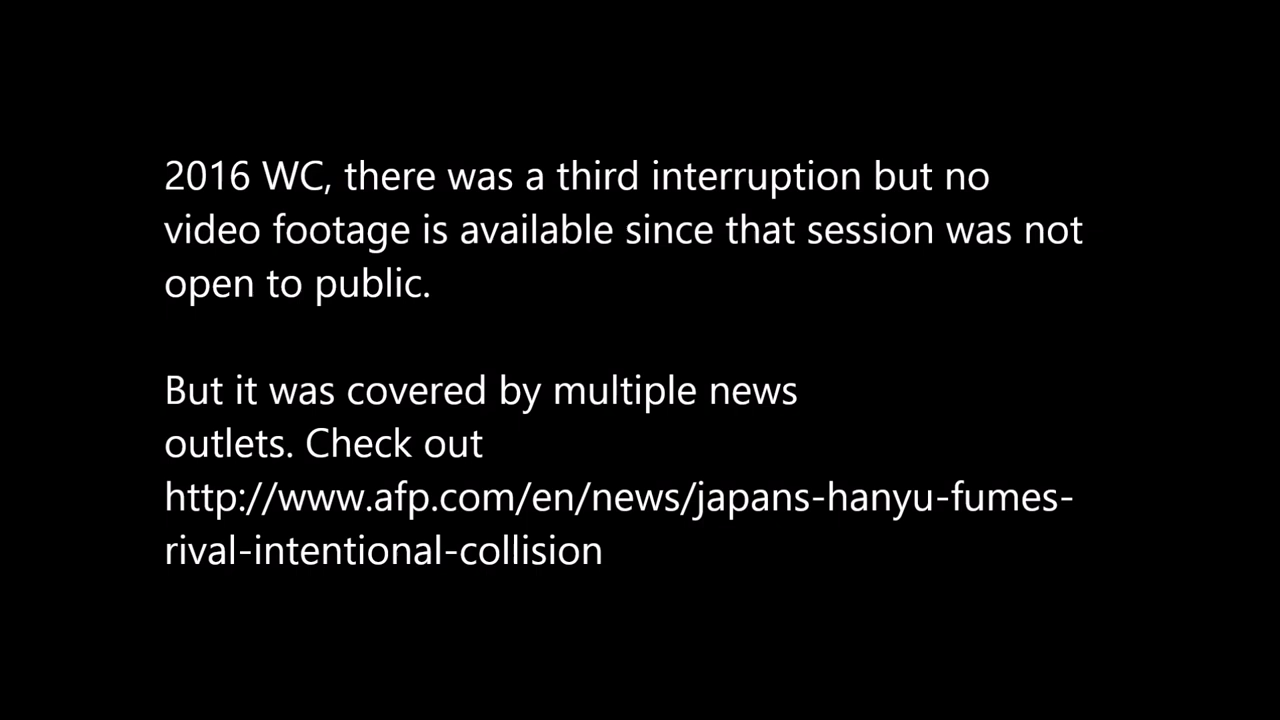 2016 WC, there was a third interruption but no
video footage is available since that session was not
open to public.
But it was covered by multiple news
outlets. Check out
http://www.afp.com/en/news/japans-hanyu-fumes-
rival-intentional-collision